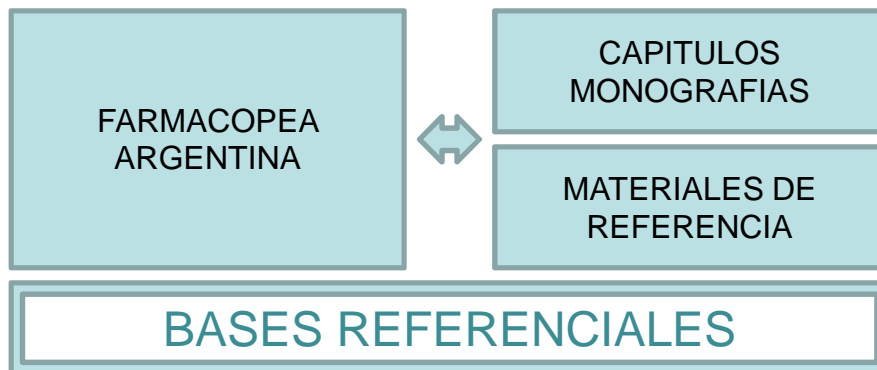 FARMACOPEA
ARGENTINA
CAPITULOS
MONOGRAFIAS
MATERIALES DE
REFERENCIA
BASES REFERENCIALES